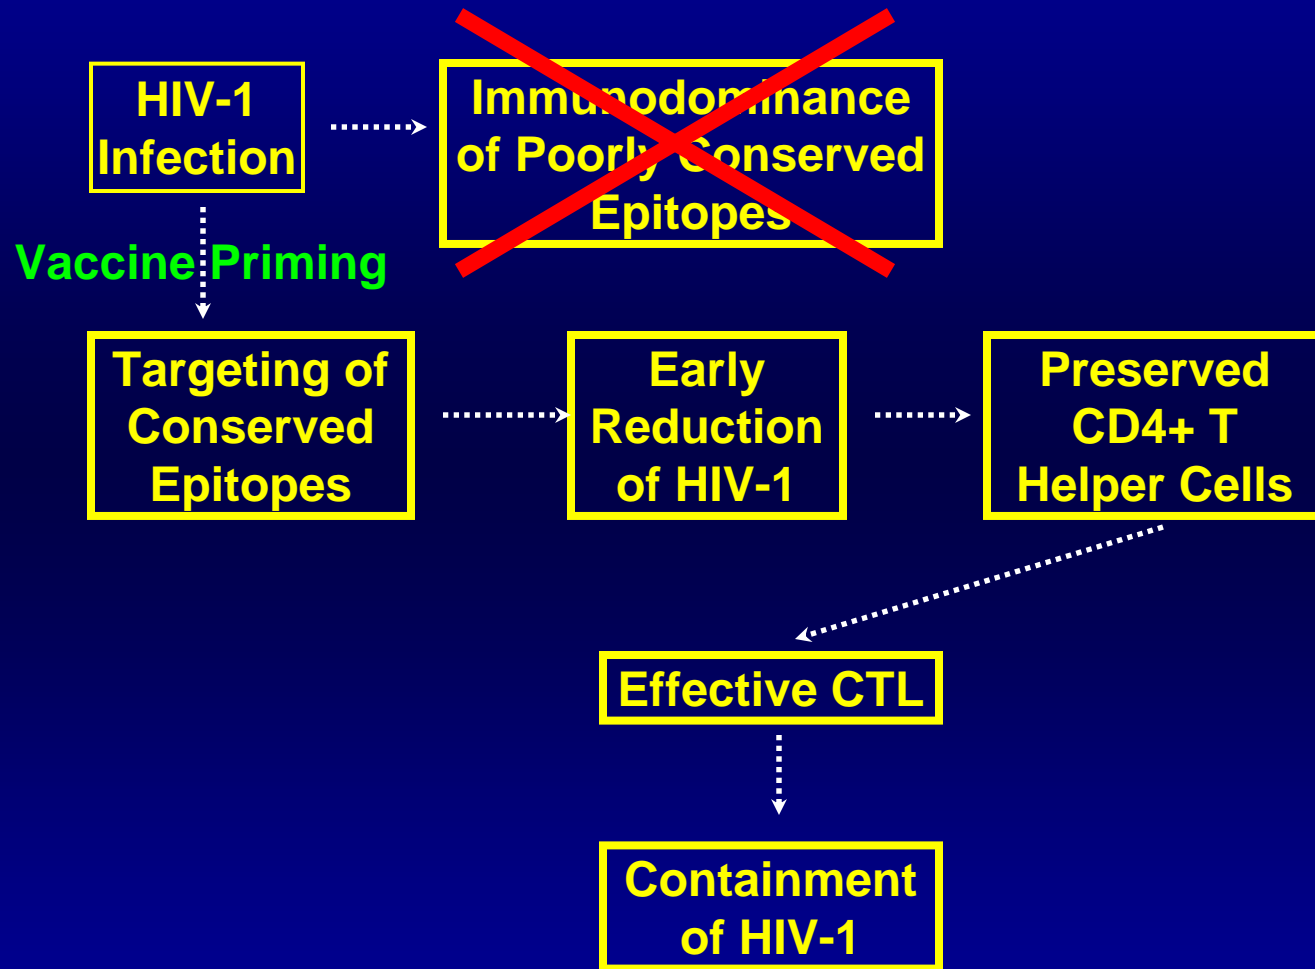 HIV-1
Infection
Immunodominance
of Poorly Conserved
Epitopes
Vaccine Priming
Targeting of
Conserved
Epitopes
Early
Reduction
of HIV-1
Preserved
CD4+ T
Helper Cells
Effective CTL
Containment
of HIV-1